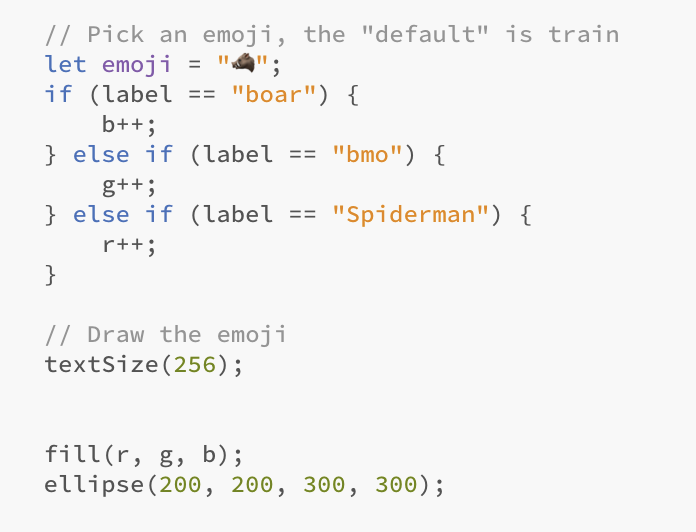 // Pick an emoji, the "default" is train
let emoji = "🐗";
if (label == "boar") {
    b++;
} else if (label == "bmo") {
    g++;
} else if (label == "Spiderman") {
    r++;
}
// Draw the emoji
textSize(256);
fill(r, g, b);
ellipse(200, 200, 300, 300);